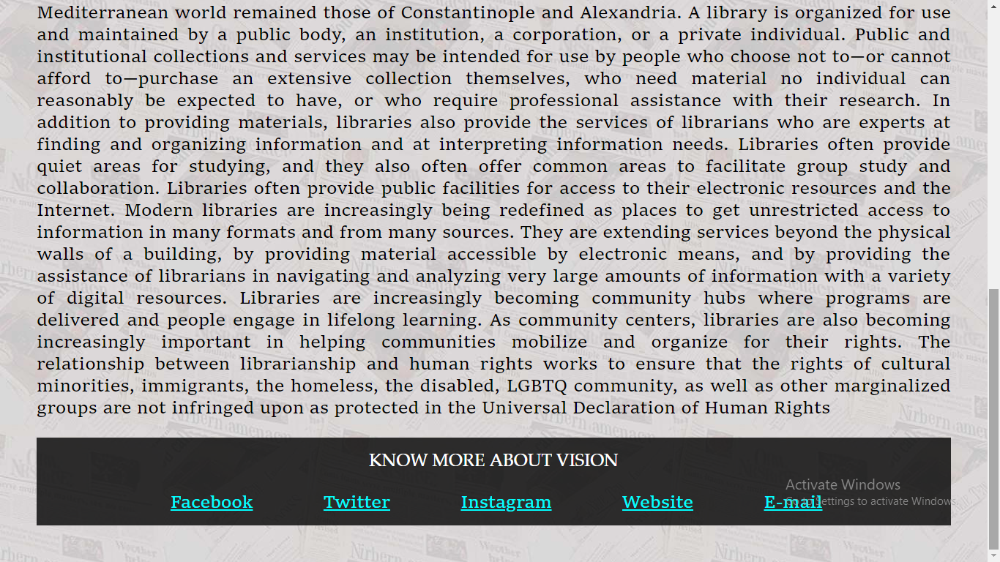 Mediterranean world remained those of Constantinople and Alexandria. A library is organized for use
and maintained by a public body, an institution, a corporation, or a private individual. Public and
institutional collections and services may be intended for use by people who choose not to—or cannot
afford to—purchase an extensive collection themselves, who need material no individual can
reasonably be expected to have, or who require professional assistance with their research. In
addition to providing materials, libraries also provide the services of librarians who are experts at
finding and organizing information and at interpreting information needs. Libraries often provide
quiet areas for studying, and they also often offer common areas to facilitate group study and
collaboration. Libraries often provide public facilities for access to their electronic resources and the
Internet. Modern libraries are increasingly being redefined as places to get unrestricted access to
information in many formats and from many sources. They are extending services beyond the physical
walls of a building, by providing material accessible by electronic means, and by providing the
assistance of librarians in navigating and analyzing very large amounts of information with a variety
of digital resources. Libraries are increasingly becoming community hubs where programs are
delivered and people engage in lifelong learning. As community centers, libraries are also becoming
increasingly important in helping communities mobilize and organize for their rights. The
relationship between librarianship and human rights works to ensure that the rights of cultural
minorities, immigrants, the homeless, the disabled, LGBTQ community, as well as other marginalized
groups are not infringed upon as protected in the Universal Declaration of Human Rights
KNOW MORE ABOUT VISION
Facebook Twitter Instagram Website E-mail
Activate Windows
Go to Settings to activate Windows.